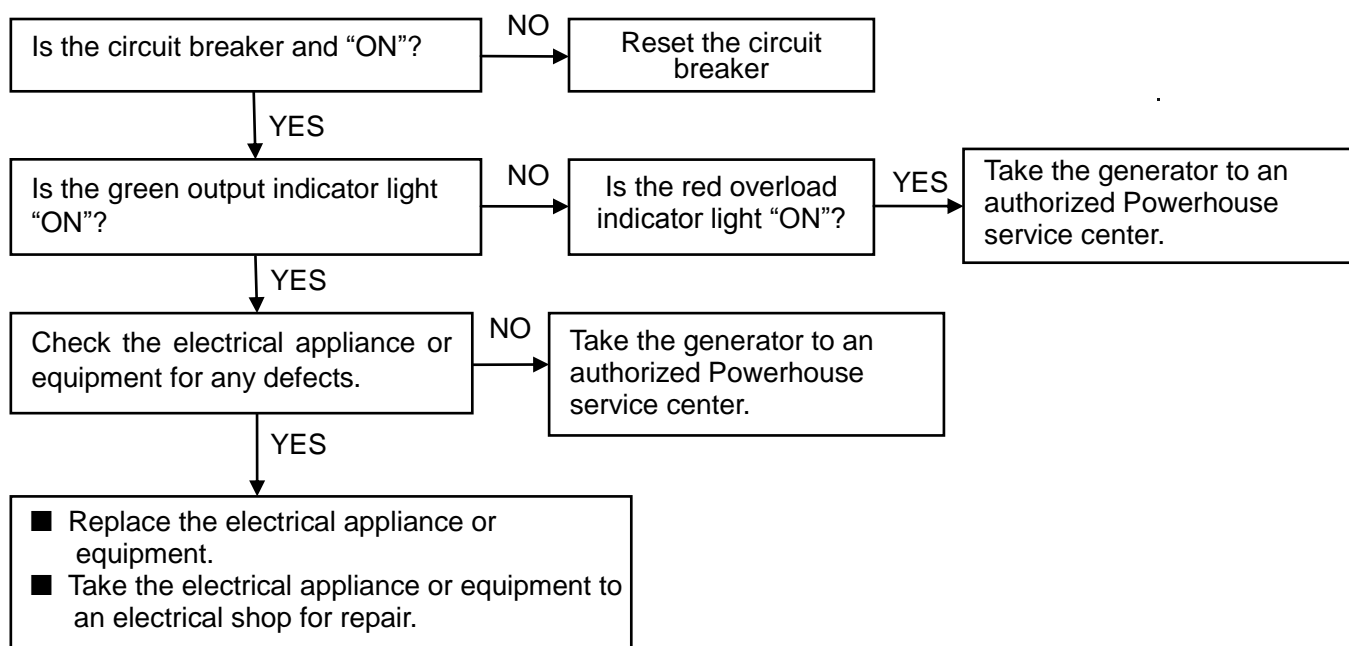 Is the circuit breaker and “ON”?
NO
Reset the circuit
breaker
YES
Is the green output indicator light
“ON”?
NO
Is the red overload
indicator light “ON”?
YES
Take the generator to an
authorized Powerhouse
service center.
YES
Check the electrical appliance or
equipment for any defects.
NO
Take the generator to an
authorized Powerhouse
service center.
YES
■ Replace the electrical appliance or
equipment.
■ Take the electrical appliance or equipment to
an electrical shop for repair.